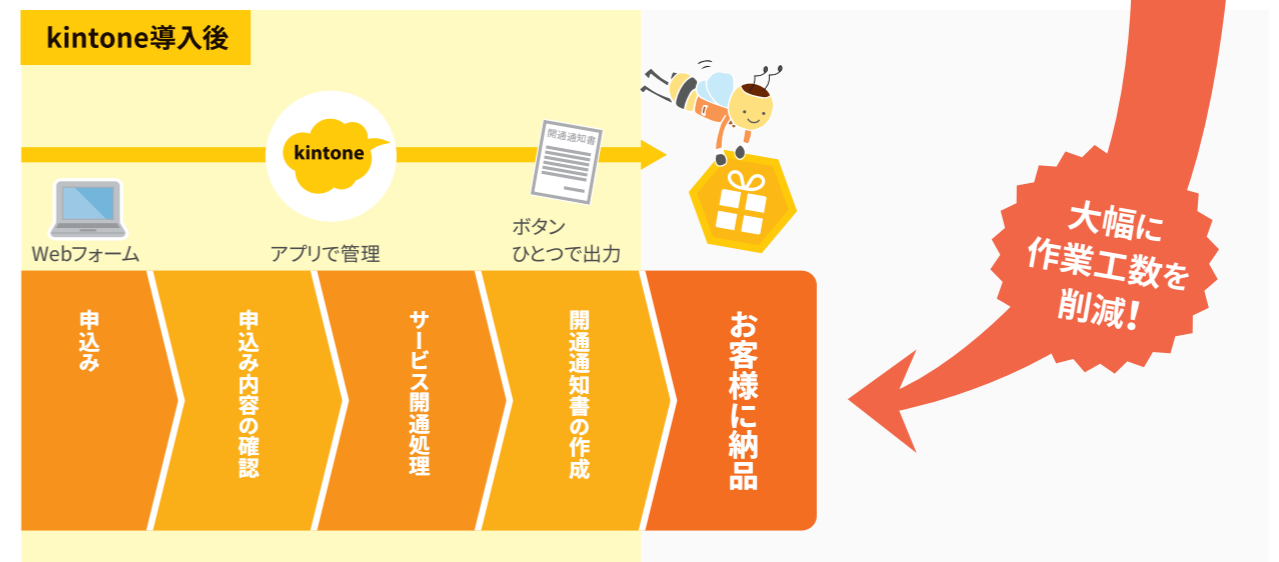 kintone導入後
kintone
開通通知書
Webフォーム
アプリで管理
ボタン
ひとつで出力
申込み
申込み内容の確認
サービス開通処理
開通通知書の作成
お客様に納品
大幅に
作業工数を
削減！